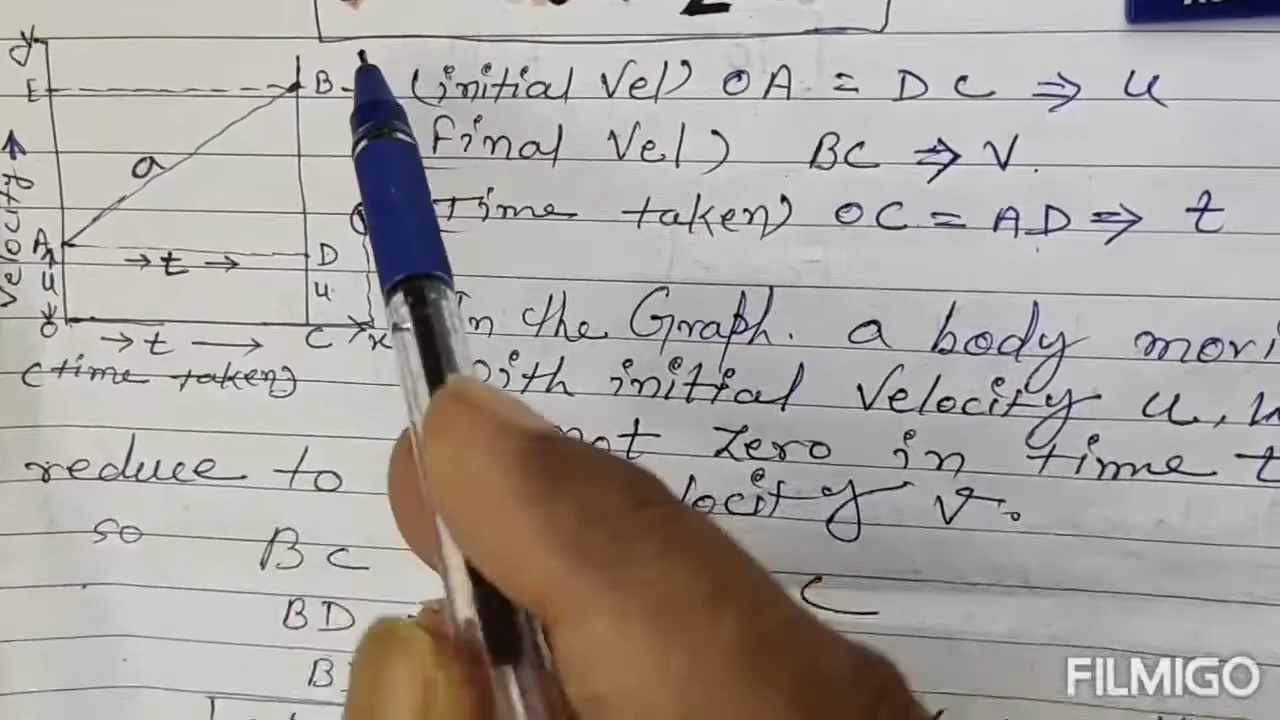 y
E B (initial Vel) OA = DC ⇒ u
a (final Vel) BC ⇒ V.
Velocity → (Time taken) OC = AD ⇒ t
A → t → D
u u
O → t → C x In the Graph. a body movi
(time taken) with initial velocity u,
not zero in time t
reduce to locity v.
so BC C
BD
B
FILMIGO